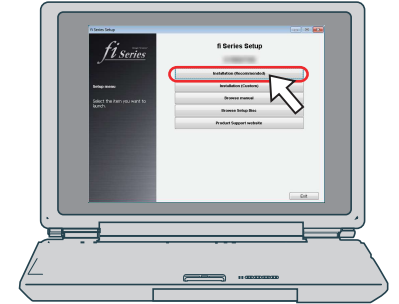 fi Series Setup
fi Series
fi Series Setup
Installation (Recommended)
Setup menu
Installation (Custom)
Select the item you want to
launch.
Browse manual
Browse Setup Disc
Product Support website
Exit